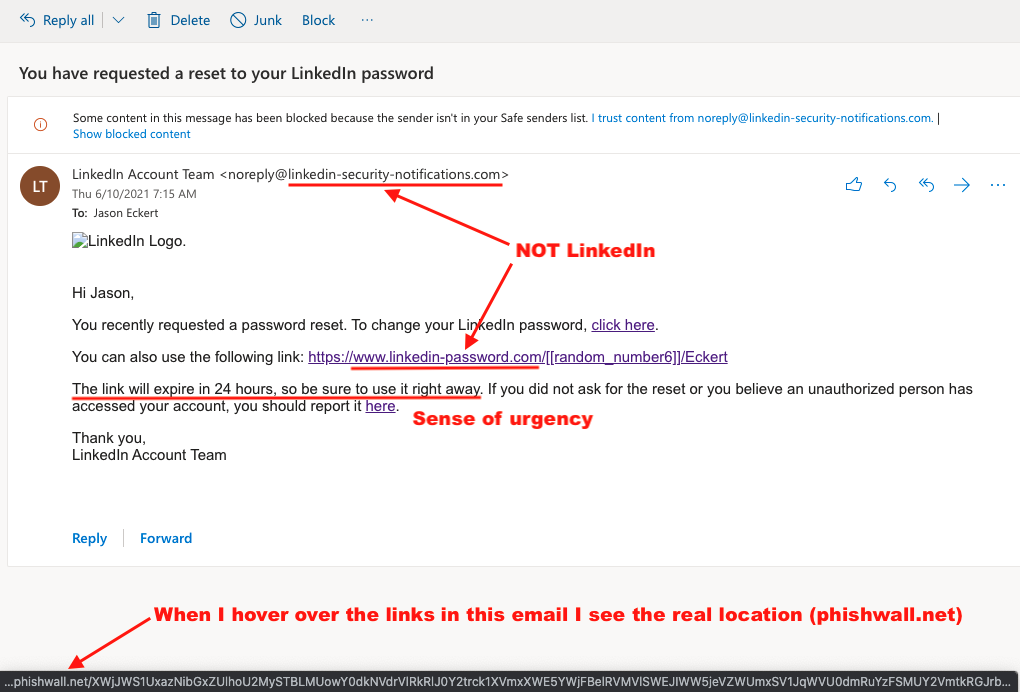 Reply all
Delete
Junk
Block
...
You have requested a reset to your LinkedIn password
Some content in this message has been blocked because the sender isn't in your Safe senders list. I trust content from noreply@linkedin-security-notifications.com. |
Show blocked content
LT
LinkedIn Account Team <noreply@linkedin-security-notifications.com>
Thu 6/10/2021 7:15 AM
To: Jason Eckert
LinkedIn Logo.
NOT LinkedIn
Hi Jason,
You recently requested a password reset. To change your LinkedIn password, click here.
You can also use the following link: https://www.linkedin-password.com/[[random_number6]]/Eckert
The link will expire in 24 hours, so be sure to use it right away. If you did not ask for the reset or you believe an unauthorized person has
accessed your account, you should report it here.
Sense of urgency
Thank you,
LinkedIn Account Team
Reply
Forward
When I hover over the links in this email I see the real location (phishwall.net)
...phishwall.net/